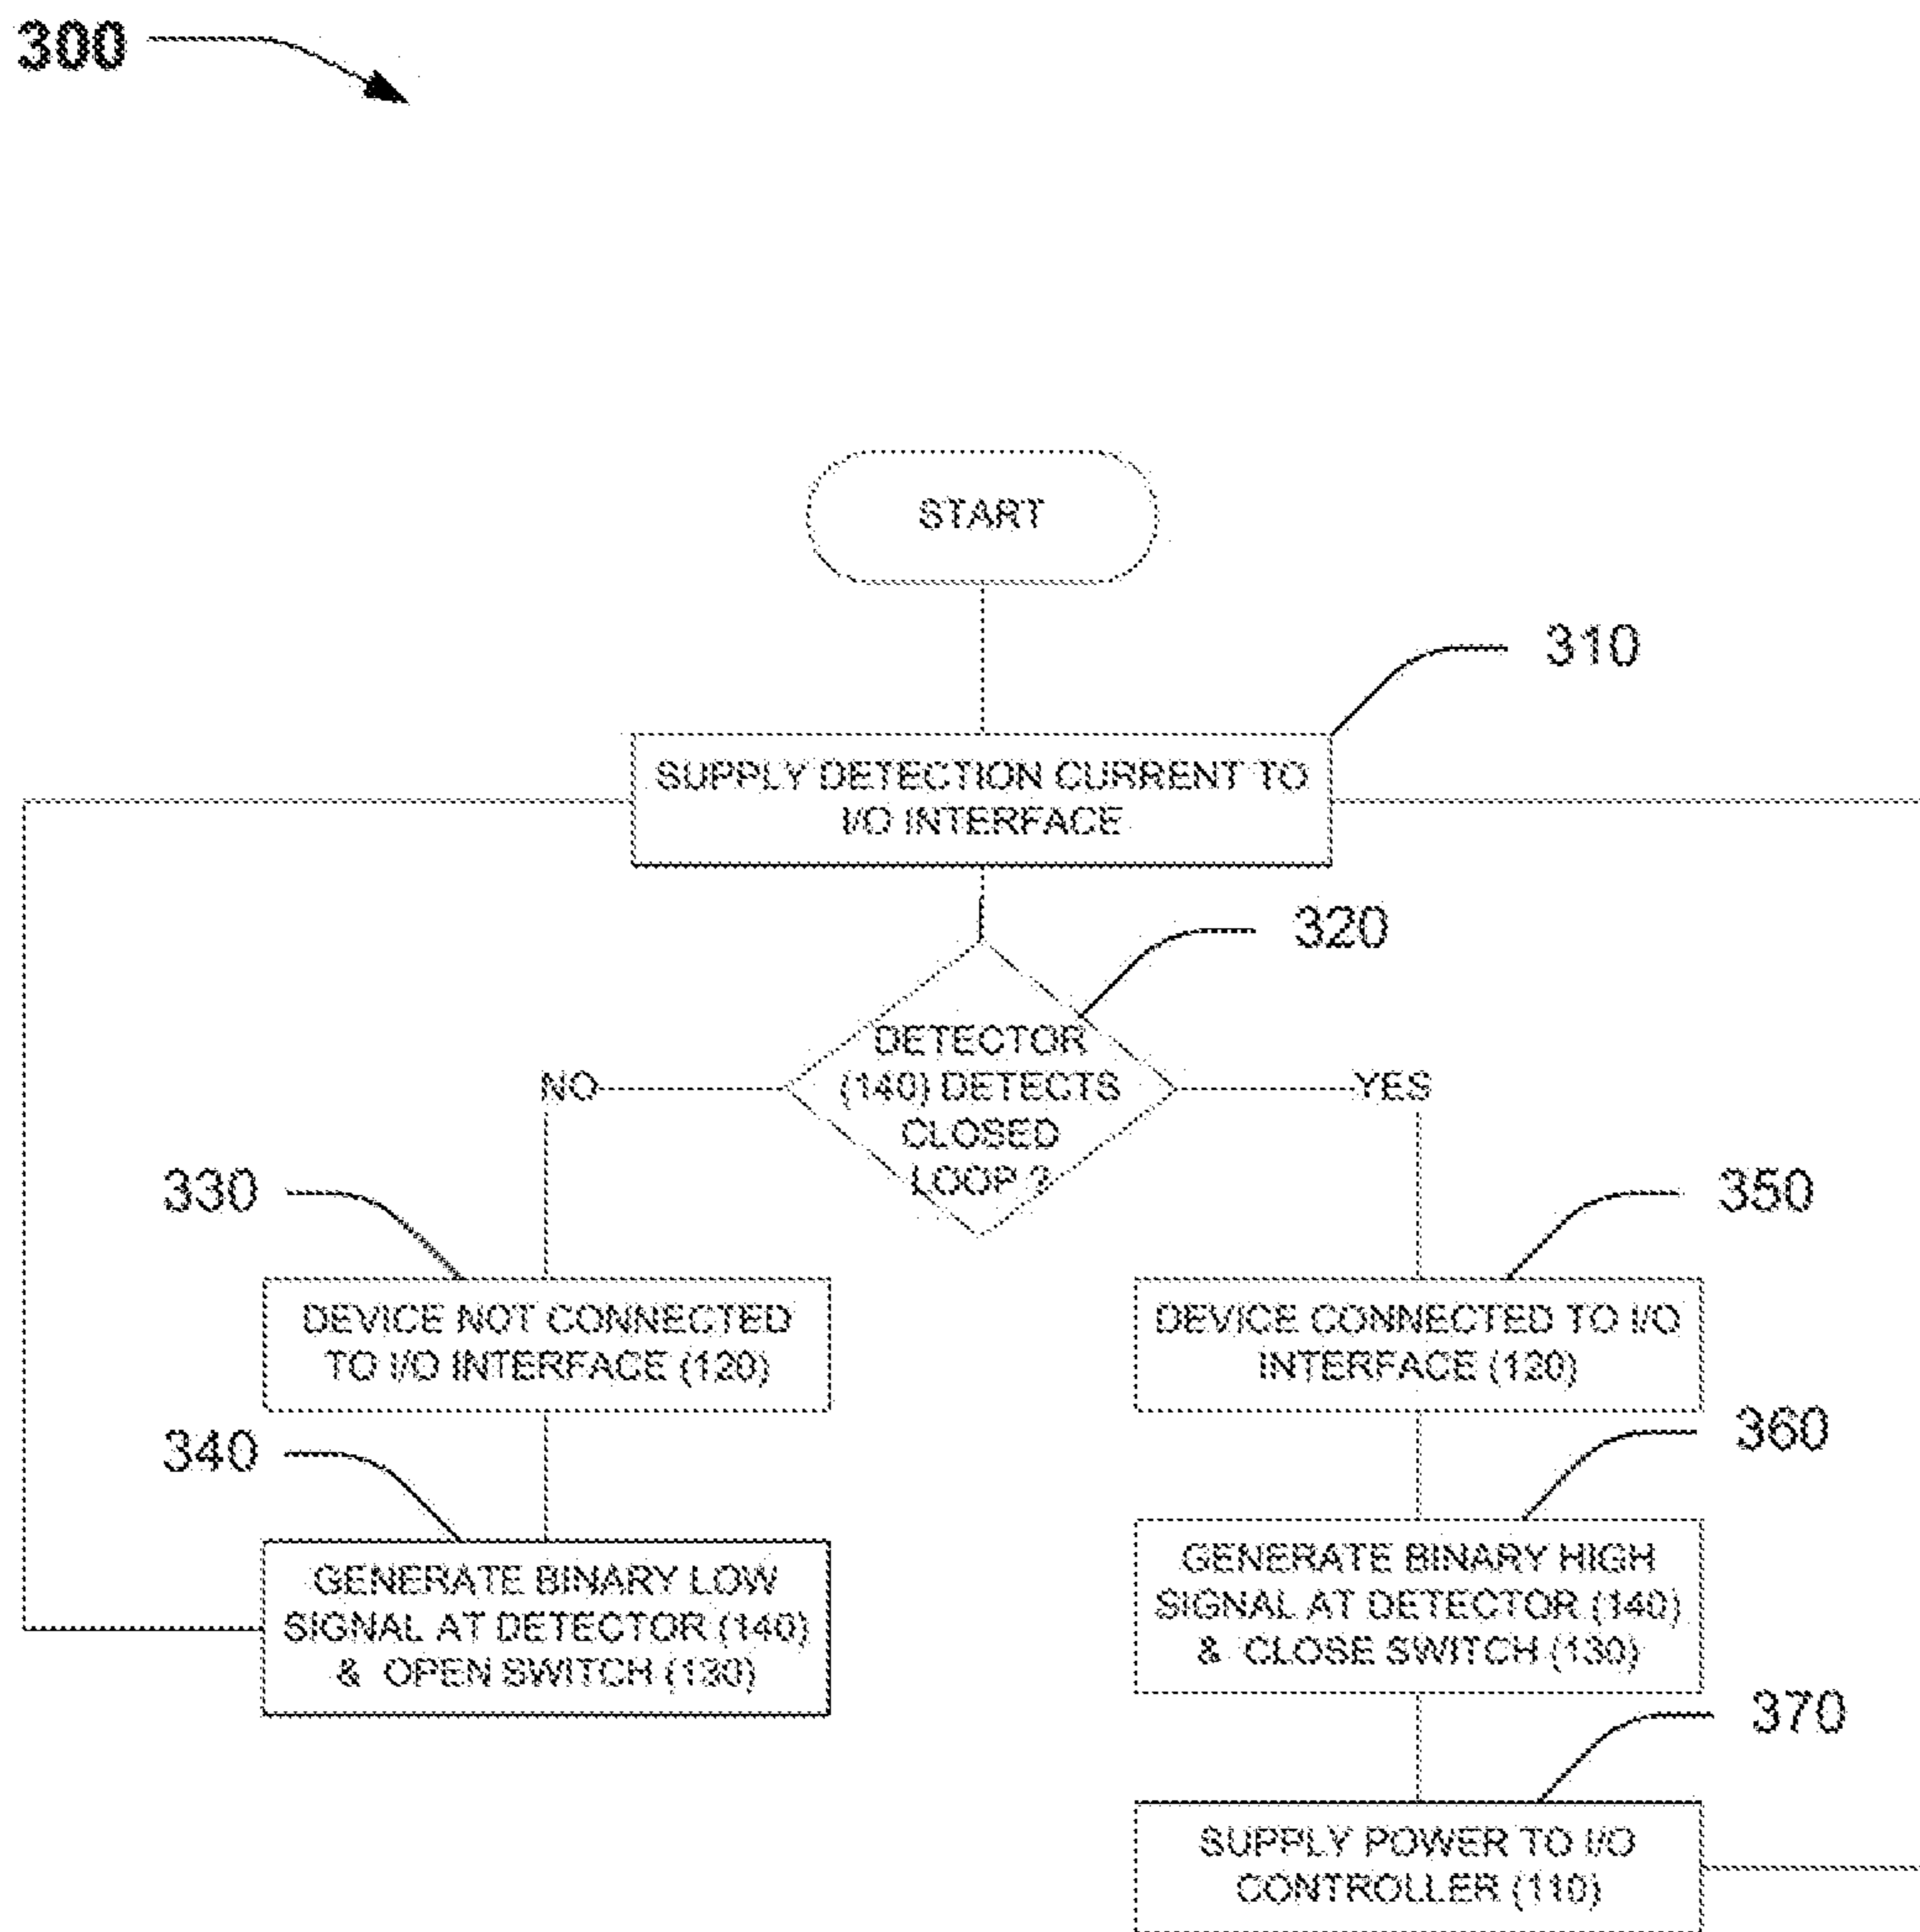 300
START
310
SUPPLY DETECTION CURRENT TO
I/O INTERFACE
320
DETECTOR
(140) DETECTS
CLOSED
LOOP ?
NO
YES
330
DEVICE NOT CONNECTED
TO I/O INTERFACE (120)
350
DEVICE CONNECTED TO I/O
INTERFACE (120)
340
GENERATE BINARY LOW
SIGNAL AT DETECTOR (140)
& OPEN SWITCH (130)
360
GENERATE BINARY HIGH
SIGNAL AT DETECTOR (140)
& CLOSE SWITCH (130)
370
SUPPLY POWER TO I/O
CONTROLLER (110)